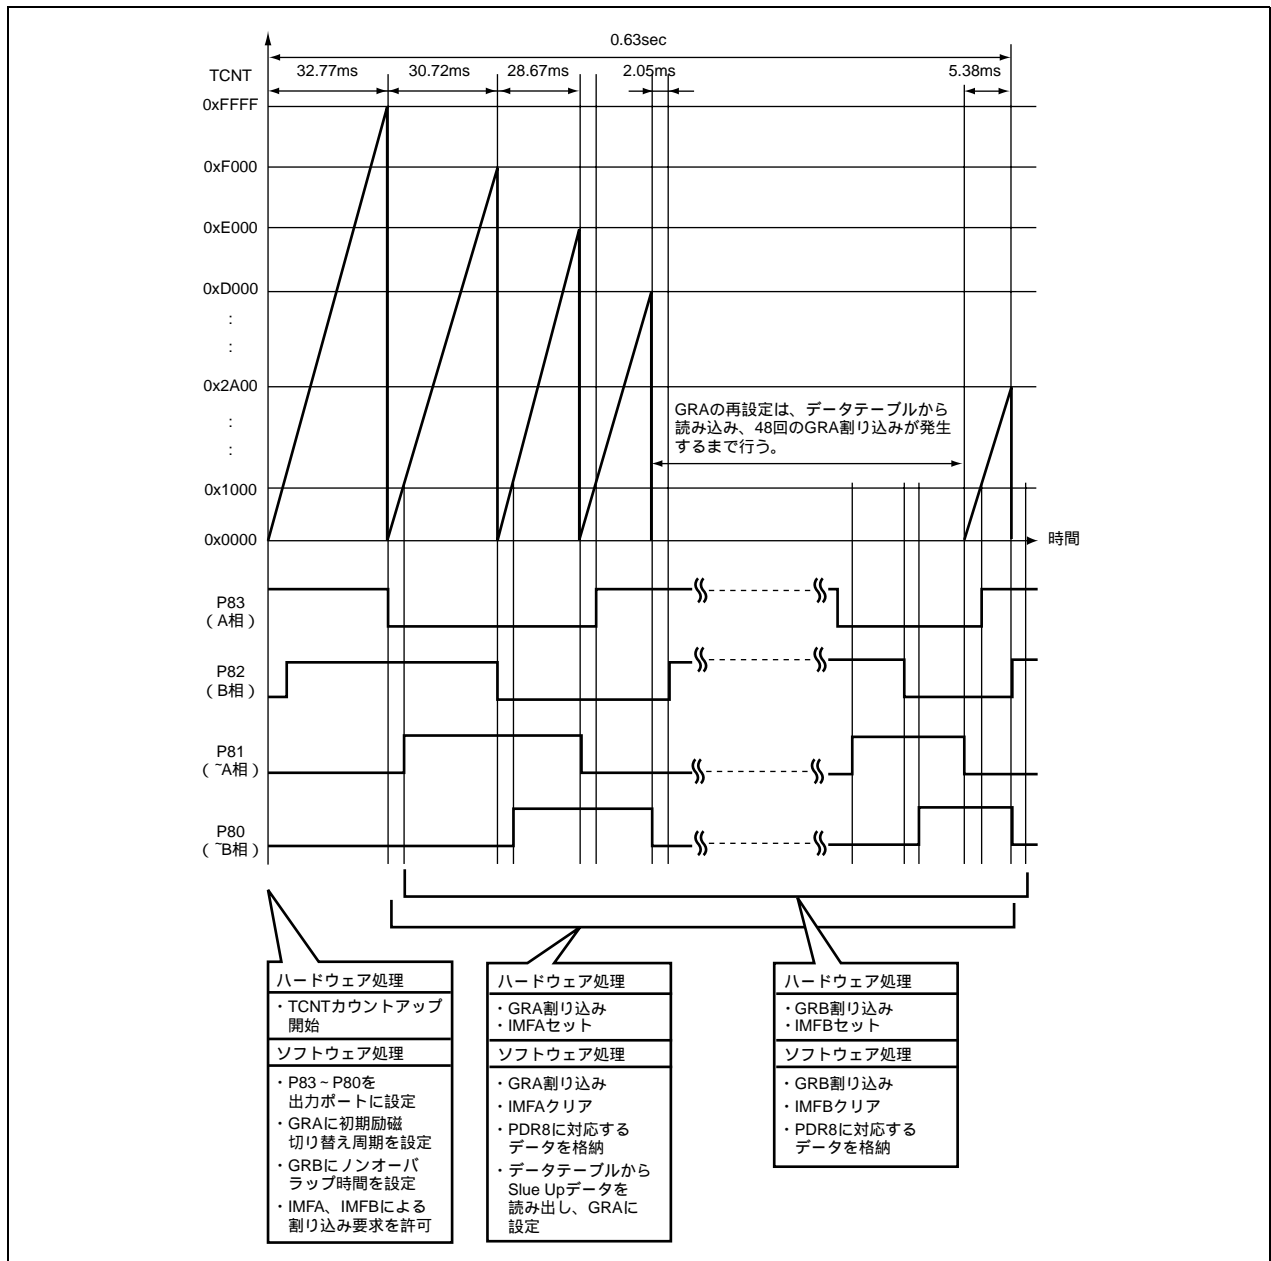 0.63sec
TCNT
32.77ms
30.72ms
28.67ms
2.05ms
5.38ms
0xFFFF
0xF000
0xE000
0xD000
:
:
0x2A00
:
:
0x1000
0x0000
GRAの再設定は、データテーブルから
読み込み、48回のGRA割り込みが発生
するまで行う。
時間
P83
（A相）
P82
（B相）
P81
（~A相）
P80
（~B相）
ハードウェア処理
・TCNTカウントアップ
開始
ソフトウェア処理
・P83～P80を
出力ポートに設定
・GRAに初期励磁
切り替え周期を設定
・GRBにノンオーバ
ラップ時間を設定
・IMFA、IMFBによる
割り込み要求を許可
ハードウェア処理
・GRA割り込み
・IMFAセット
ソフトウェア処理
・GRA割り込み
・IMFAクリア
・PDR8に対応する
データを格納
・データテーブルから
Slue Upデータを
読み出し、GRAに
設定
ハードウェア処理
・GRB割り込み
・IMFBセット
ソフトウェア処理
・GRB割り込み
・IMFBクリア
・PDR8に対応する
データを格納